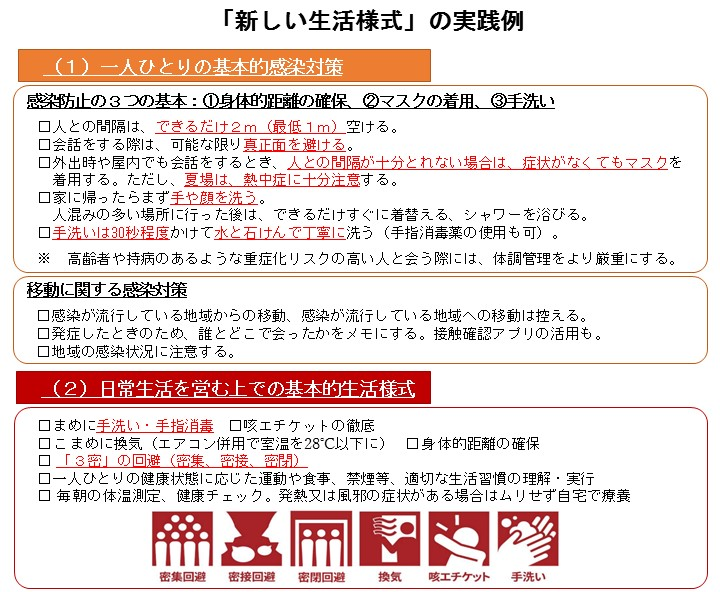 「新しい生活様式」の実践例
（１）一人ひとりの基本的感染対策
感染防止の３つの基本：①身体的距離の確保、②マスクの着用、③手洗い
□人との間隔は、できるだけ２ｍ（最低１ｍ）空ける。
□会話をする際は、可能な限り真正面を避ける。
□外出時や屋内でも会話をするとき、人との間隔が十分とれない場合は、症状がなくてもマスクを
着用する。ただし、夏場は、熱中症に十分注意する。
□家に帰ったらまず手や顔を洗う。
人混みの多い場所に行った後は、できるだけすぐに着替える、シャワーを浴びる。
□手洗いは30秒程度かけて水と石けんで丁寧に洗う（手指消毒薬の使用も可）。
※　高齢者や持病のあるような重症化リスクの高い人と会う際には、体調管理をより厳重にする。
移動に関する感染対策
□感染が流行している地域からの移動、感染が流行している地域への移動は控える。
□発症したときのため、誰とどこで会ったかをメモにする。接触確認アプリの活用も。
□地域の感染状況に注意する。
（２）日常生活を営む上での基本的生活様式
□まめに手洗い・手指消毒　□咳エチケットの徹底
□こまめに換気（エアコン併用で室温を28℃以下に）　□身体的距離の確保
□「３密」の回避（密集、密接、密閉）
□一人ひとりの健康状態に応じた運動や食事、禁煙等、適切な生活習慣の理解・実行
□ 毎朝の体温測定、健康チェック。発熱又は風邪の症状がある場合はムリせず自宅で療養
密集回避　密接回避　密閉回避　換気　咳エチケット　手洗い